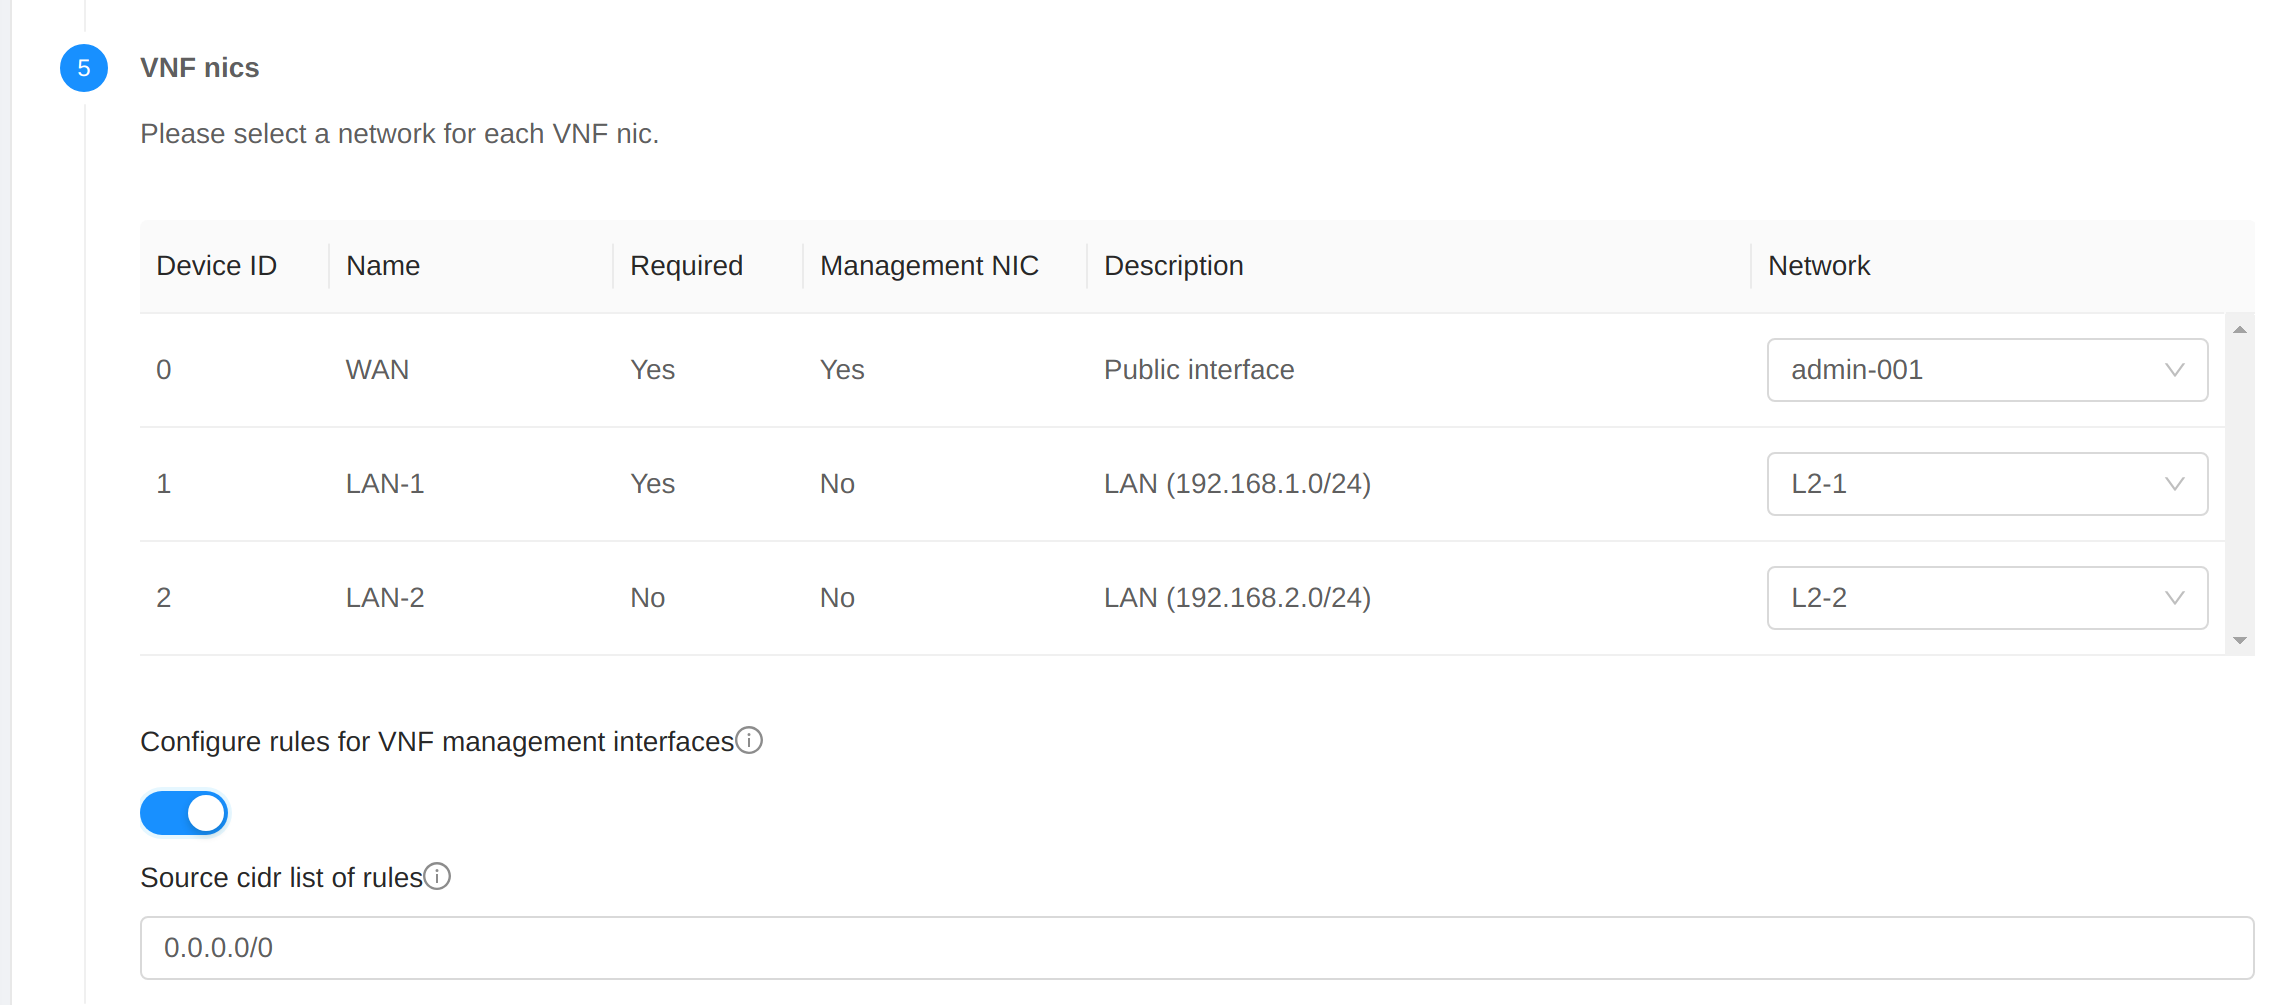 5 VNF nics
Please select a network for each VNF nic.
Device ID Name Required Management NIC Description Network
0 WAN Yes Yes Public interface admin-001
1 LAN-1 Yes No LAN (192.168.1.0/24) L2-1
2 LAN-2 No No LAN (192.168.2.0/24) L2-2
Configure rules for VNF management interfaces
Source cidr list of rules
0.0.0.0/0